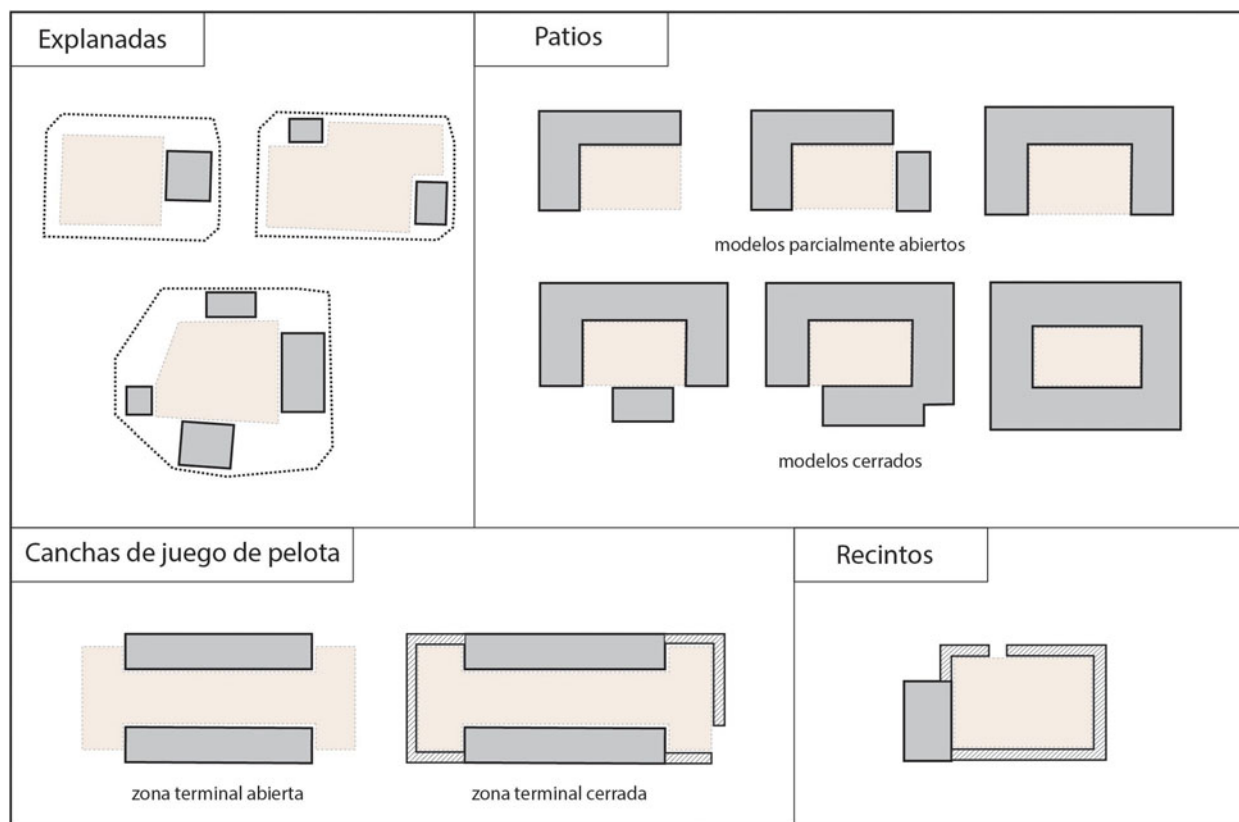 Explanadas
Patios
modelos parcialmente abiertos
modelos cerrados
Canchas de juego de pelota
Recintos
zona terminal abierta
zona terminal cerrada